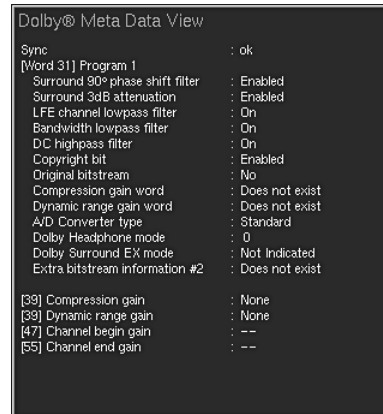 Dolby® Meta Data View
Sync : ok
[Word 31] Program 1
Surround 90º phase shift filter : Enabled
Surround 3dB attenuation : Enabled
LFE channel lowpass filter : On
Bandwidth lowpass filter : On
DC highpass filter : On
Copyright bit : Enabled
Original bitstream : No
Compression gain word : Does not exist
Dynamic range gain word : Does not exist
A/D Converter type : Standard
Dolby Headphone mode : 0
Dolby Surround EX mode : Not Indicated
Extra bitstream information #2 : Does not exist
[39] Compression gain : None
[39] Dynamic range gain : None
[47] Channel begin gain : --
[55] Channel end gain : --